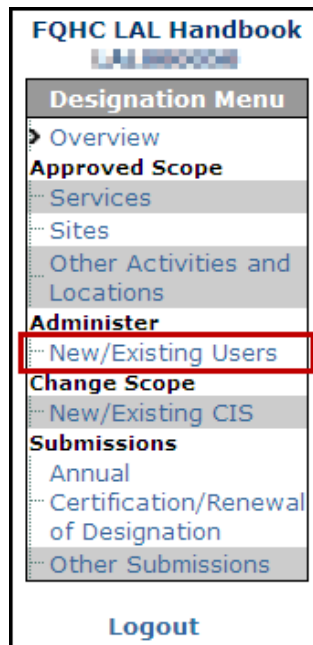 FQHC LAL Handbook
Designation Menu
Overview
Approved Scope
Services
Sites
Other Activities and
Locations
Administer
New/Existing Users
Change Scope
New/Existing CIS
Submissions
Annual
Certification/Renewal
of Designation
Other Submissions
Logout